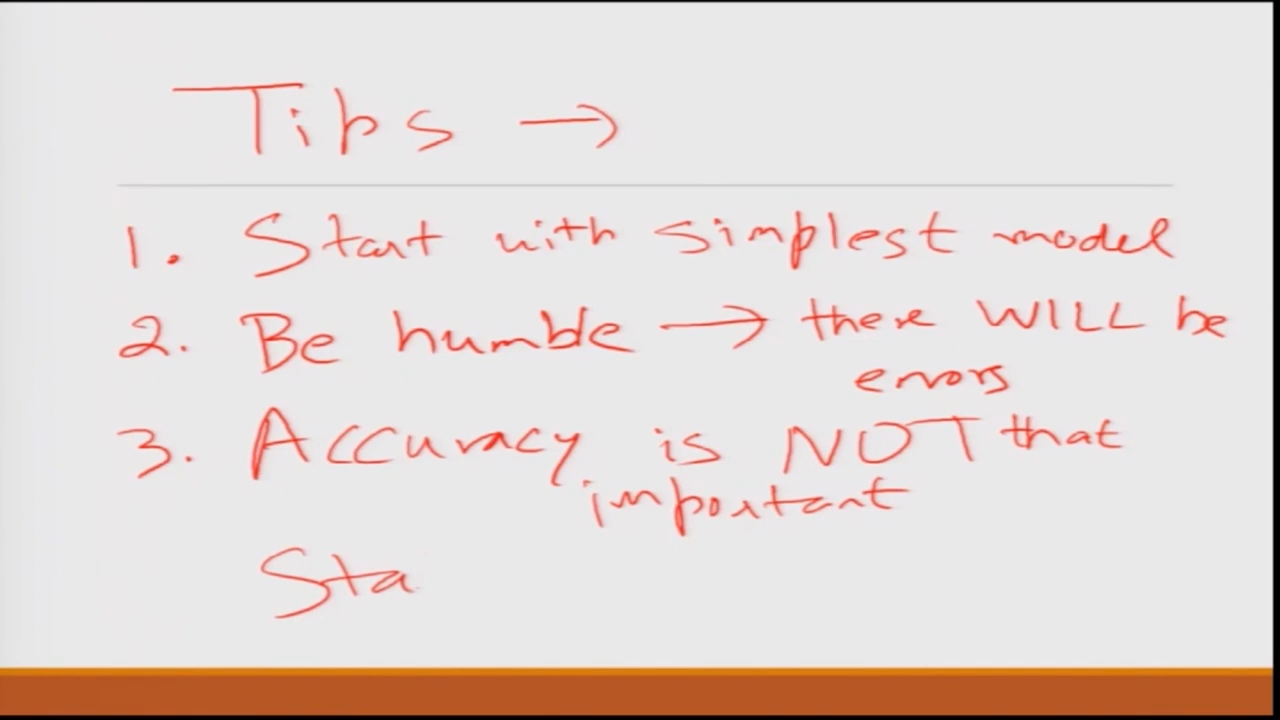 Tips →
1. Start with simplest model
2. Be humble → there WILL be
errors
3. Accuracy is NOT that
important
Sta